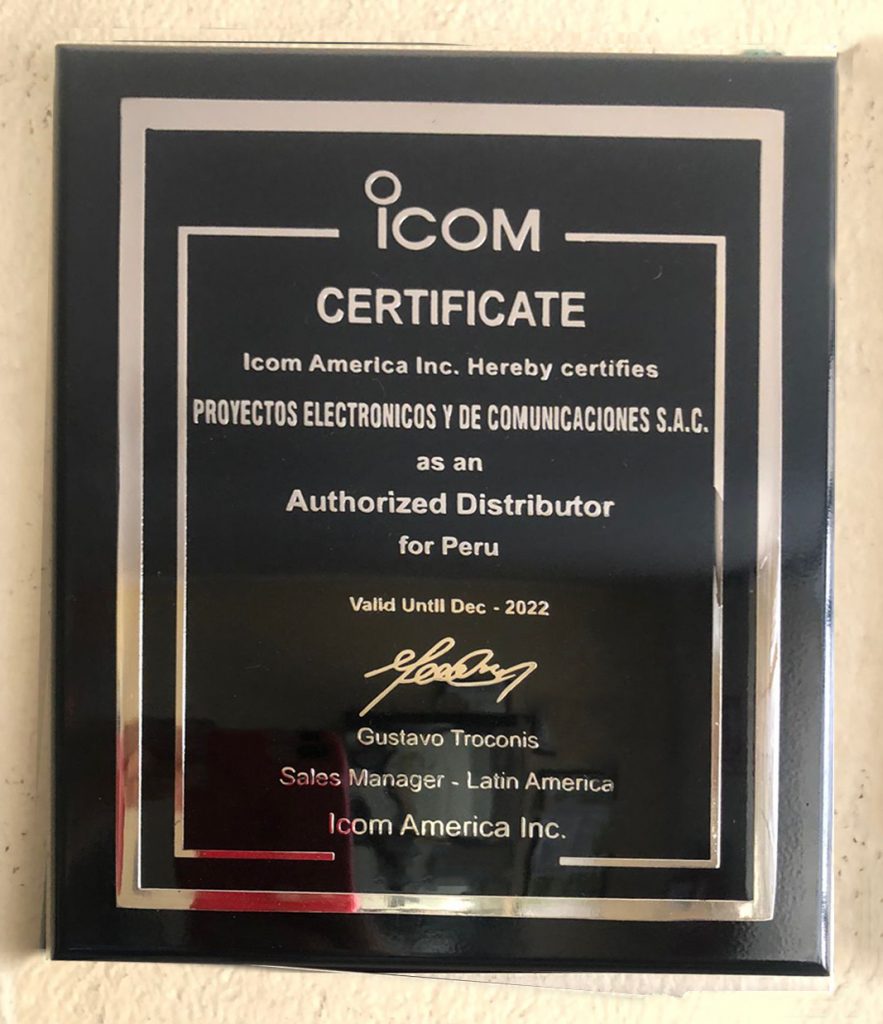 ICOM
CERTIFICATE
Icom America Inc. Hereby certifies
PROYECTOS ELECTRONICOS Y DE COMUNICACIONES S.A.C.
as an
Authorized Distributor
for Peru
Valid Until Dec - 2022
Gustavo Troconis
Sales Manager - Latin America
Icom America Inc.